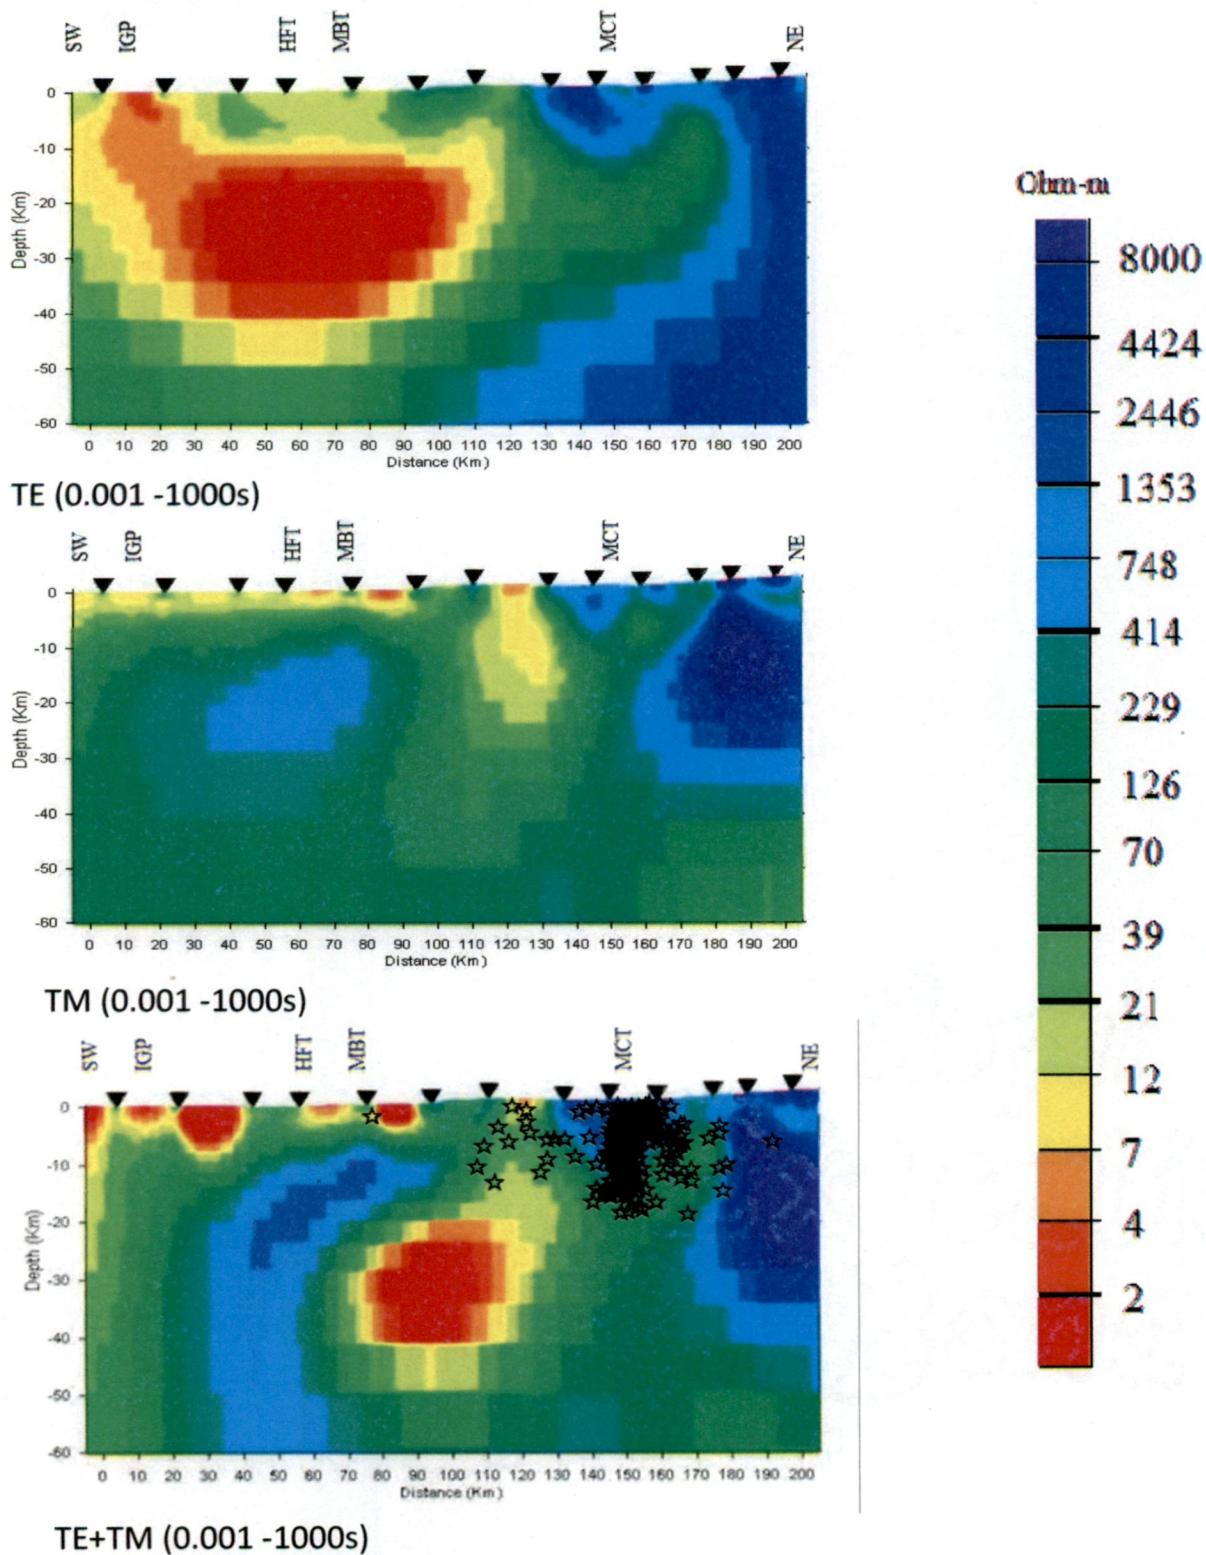 SW IGP HFT MBT MCT NE
0
-10
-20
-30
-40
-50
-60
Depth (Km)
0 10 20 30 40 50 60 70 80 90 100 110 120 130 140 150 160 170 180 190 200
Distance (Km)
TE (0.001 -1000s)
SW IGP HFT MBT MCT NE
0
-10
-20
-30
-40
-50
-60
Depth (Km)
0 10 20 30 40 50 60 70 80 90 100 110 120 130 140 150 160 170 180 190 200
Distance (Km)
TM (0.001 -1000s)
SW IGP HFT MBT MCT NE
0
-10
-20
-30
-40
-50
-60
Depth (Km)
0 10 20 30 40 50 60 70 80 90 100 110 120 130 140 150 160 170 180 190 200
Distance (Km)
TE+TM (0.001 -1000s)
Ohm-m
8000
4424
2446
1353
748
414
229
126
70
39
21
12
7
4
2